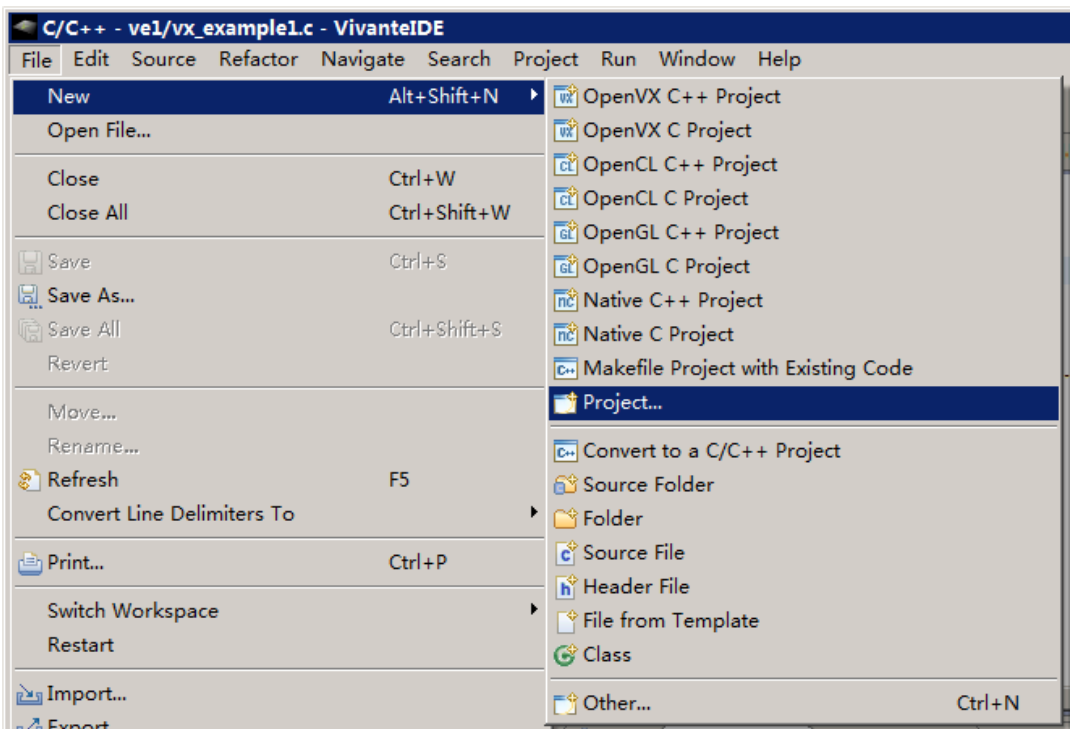 C/C++ - ve1/vx_example1.c - VivanteIDE
File Edit Source Refactor Navigate Search Project Run Window Help
New Alt+Shift+N
Open File...
Close Ctrl+W
Close All Ctrl+Shift+W
Save Ctrl+S
Save As...
Save All Ctrl+Shift+S
Revert
Move...
Rename...
Refresh F5
Convert Line Delimiters To
Print... Ctrl+P
Switch Workspace
Restart
Import...
Export
OpenVX C++ Project
OpenVX C Project
OpenCL C++ Project
OpenCL C Project
OpenGL C++ Project
OpenGL C Project
Native C++ Project
Native C Project
Makefile Project with Existing Code
Project...
Convert to a C/C++ Project
Source Folder
Folder
Source File
Header File
File from Template
Class
Other... Ctrl+N